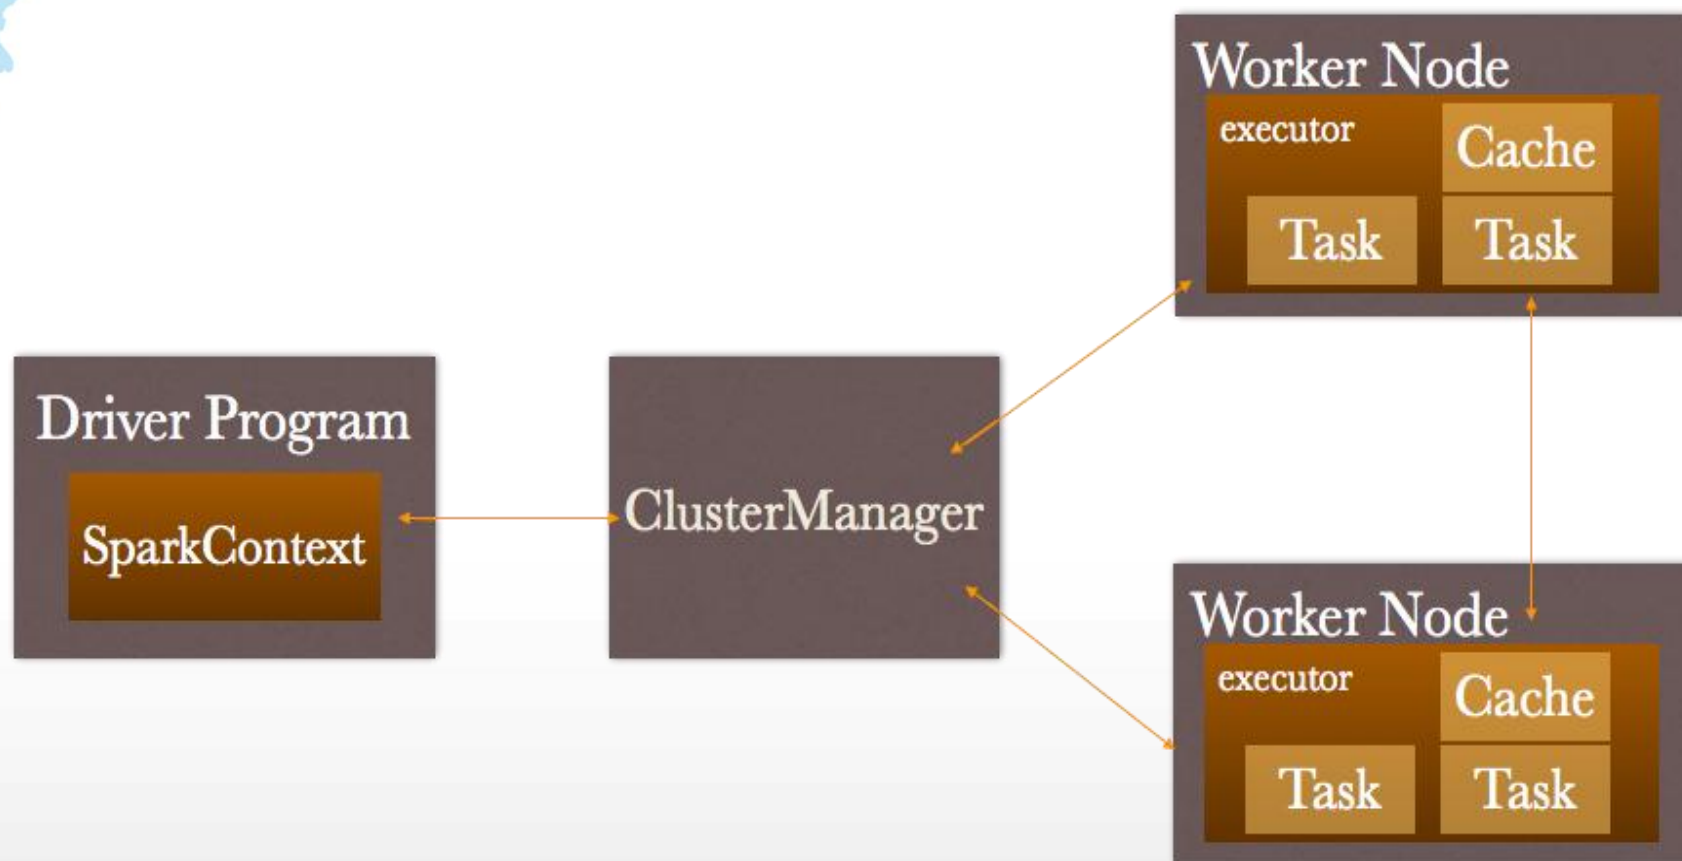 Worker Node
executor
Cache
Task
Task
Driver Program
SparkContext
ClusterManager
Worker Node
executor
Cache
Task
Task